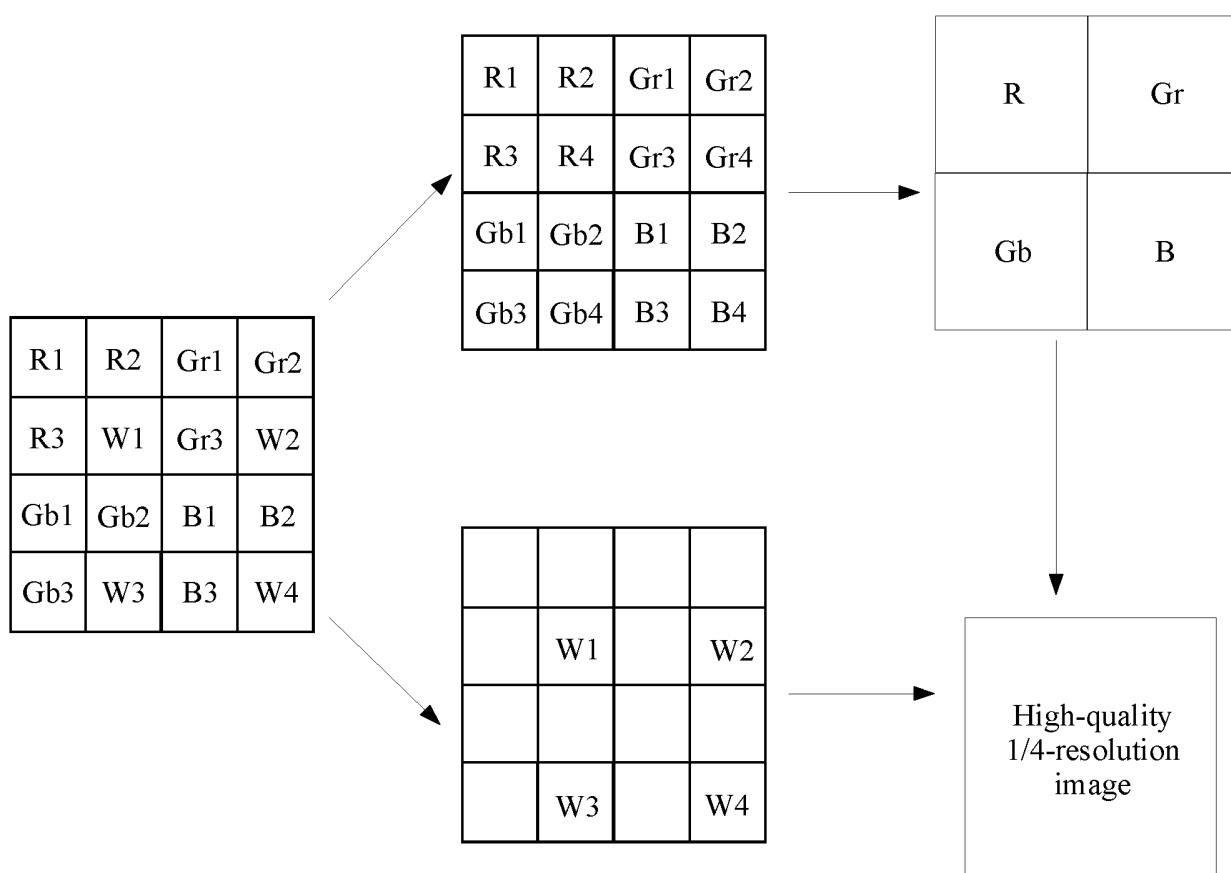 R1 R2 Gr1 Gr2
R3 R4 Gr3 Gr4
Gb1 Gb2 B1 B2
Gb3 Gb4 B3 B4
R Gr
Gb B
R1 R2 Gr1 Gr2
R3 W1 Gr3 W2
Gb1 Gb2 B1 B2
Gb3 W3 B3 W4
W1 W2
W3 W4
High-quality
1/4-resolution
image